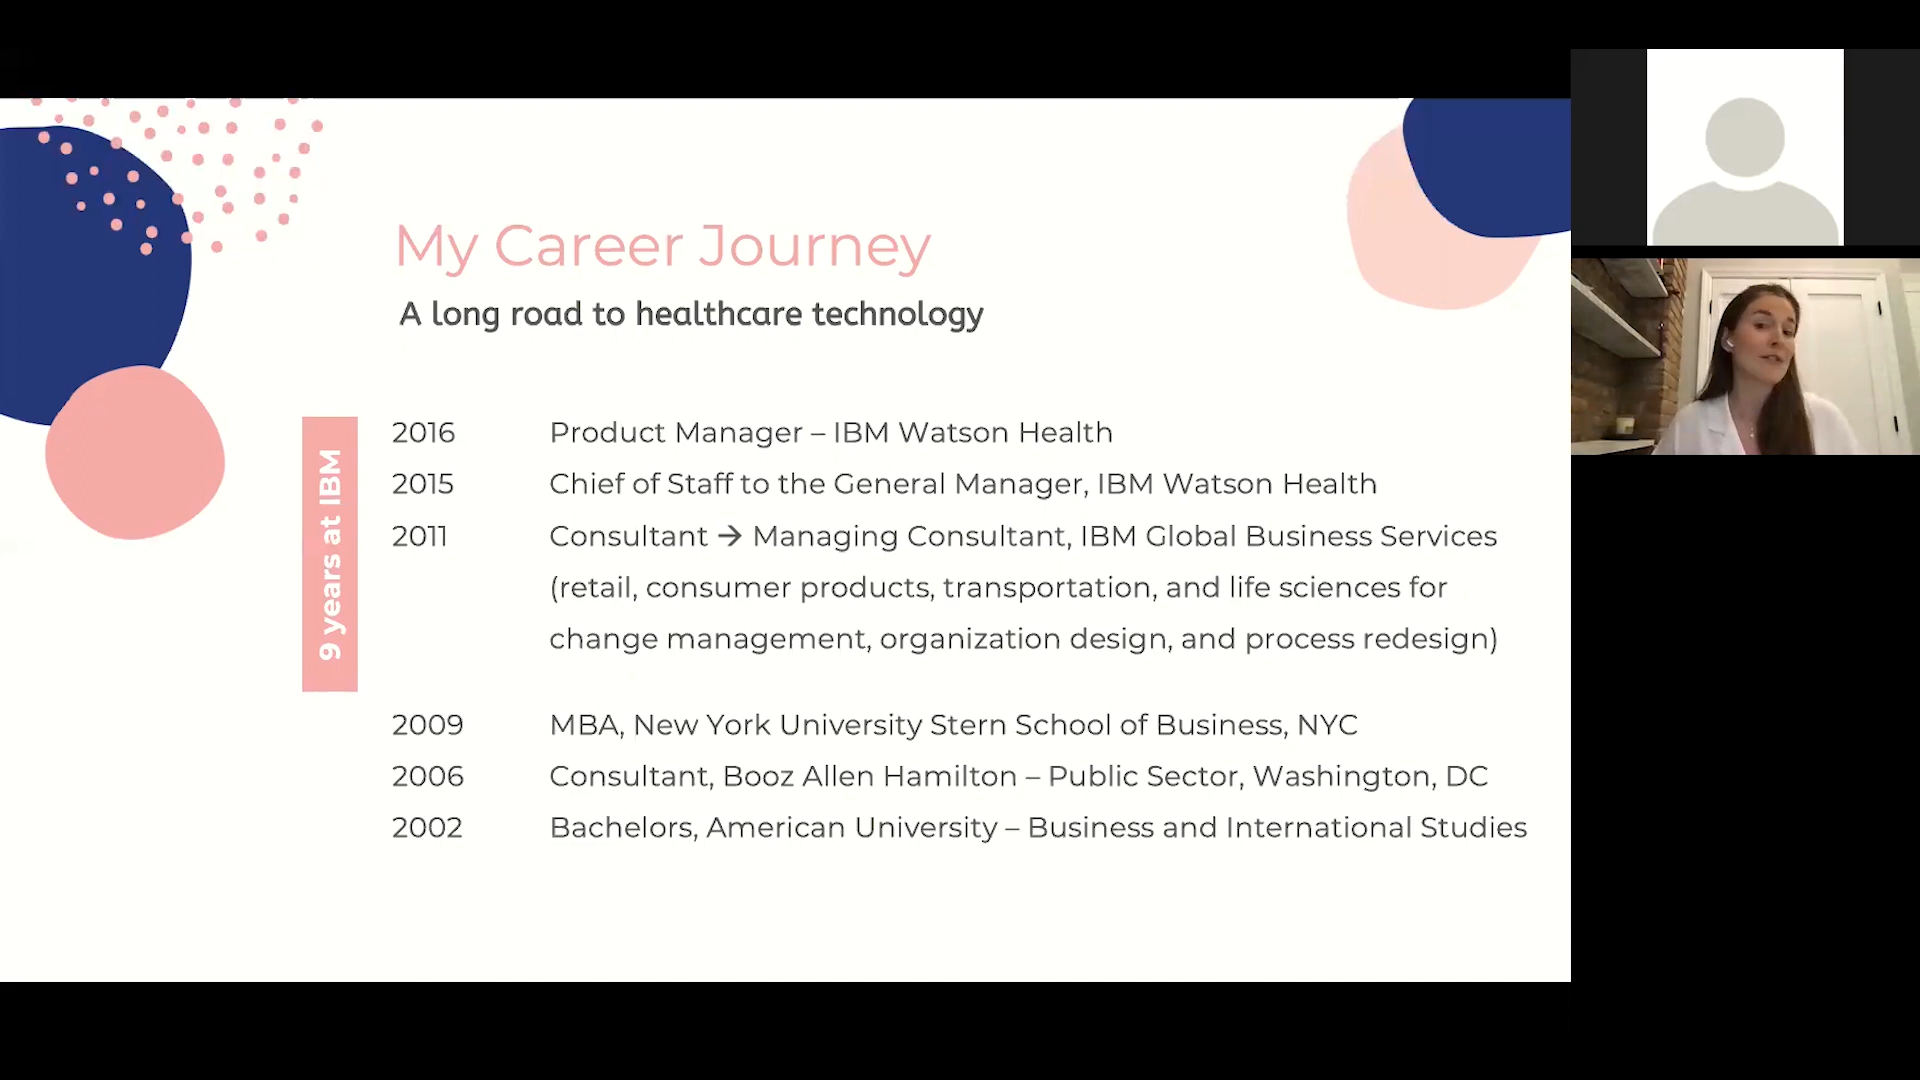 My Career Journey
A long road to healthcare technology
9 years at IBM
2016 Product Manager – IBM Watson Health
2015 Chief of Staff to the General Manager, IBM Watson Health
2011 Consultant → Managing Consultant, IBM Global Business Services
(retail, consumer products, transportation, and life sciences for
change management, organization design, and process redesign)
2009 MBA, New York University Stern School of Business, NYC
2006 Consultant, Booz Allen Hamilton – Public Sector, Washington, DC
2002 Bachelors, American University – Business and International Studies